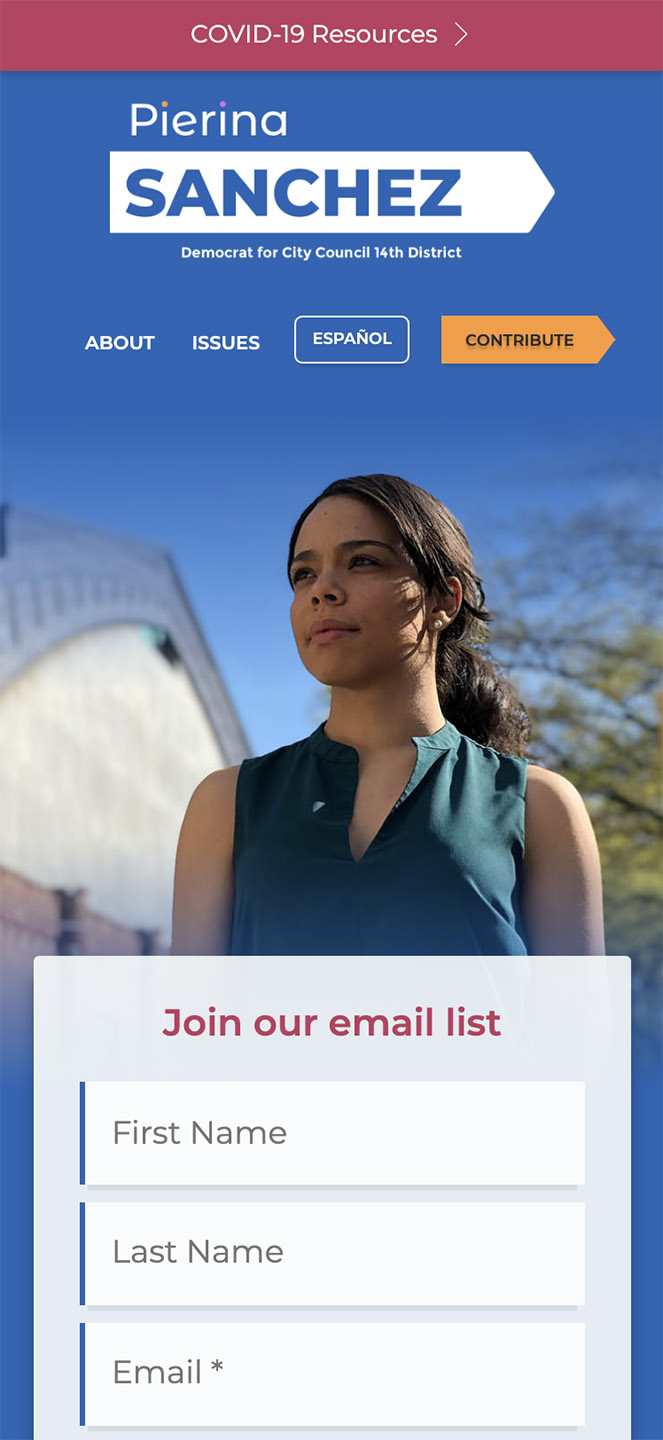 COVID-19 Resources
Pierina
SANCHEZ
Democrat for City Council 14th District
ABOUT
ISSUES
ESPAÑOL
CONTRIBUTE
Join our email list
First Name
Last Name
Email *